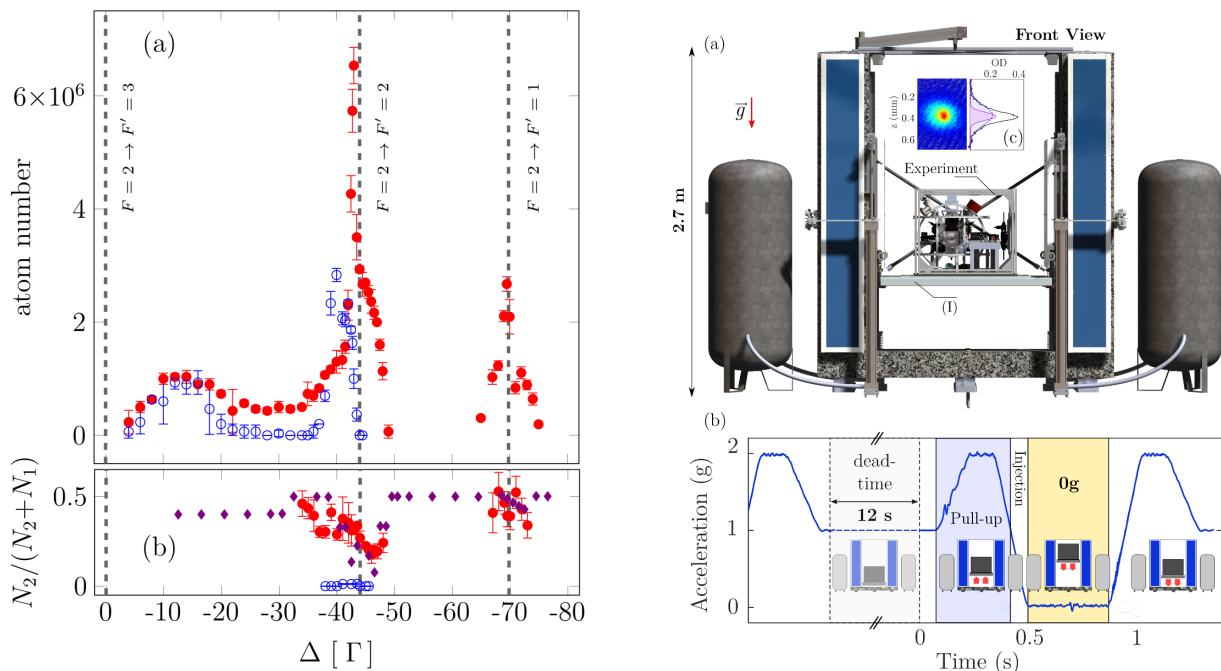 (a)
6×10⁶
4
2
0
atom number
F = 2 → F′ = 3
F = 2 → F′ = 2
F = 2 → F′ = 1
0.5
0
N₂/(N₂+N₁)
(b)
0
-10
-20
-30
-40
-50
-60
-70
-80
Δ [ Γ ]
(a)
Front View
2.7 m
g
OD
0.2 0.4
0.2
0.4
0.6
z (mm)
(c)
Experiment
(I)
(b)
2
1
0
Acceleration (g)
dead-
time
12 s
Pull-up
Injection
0g
0
0.5
1
Time (s)